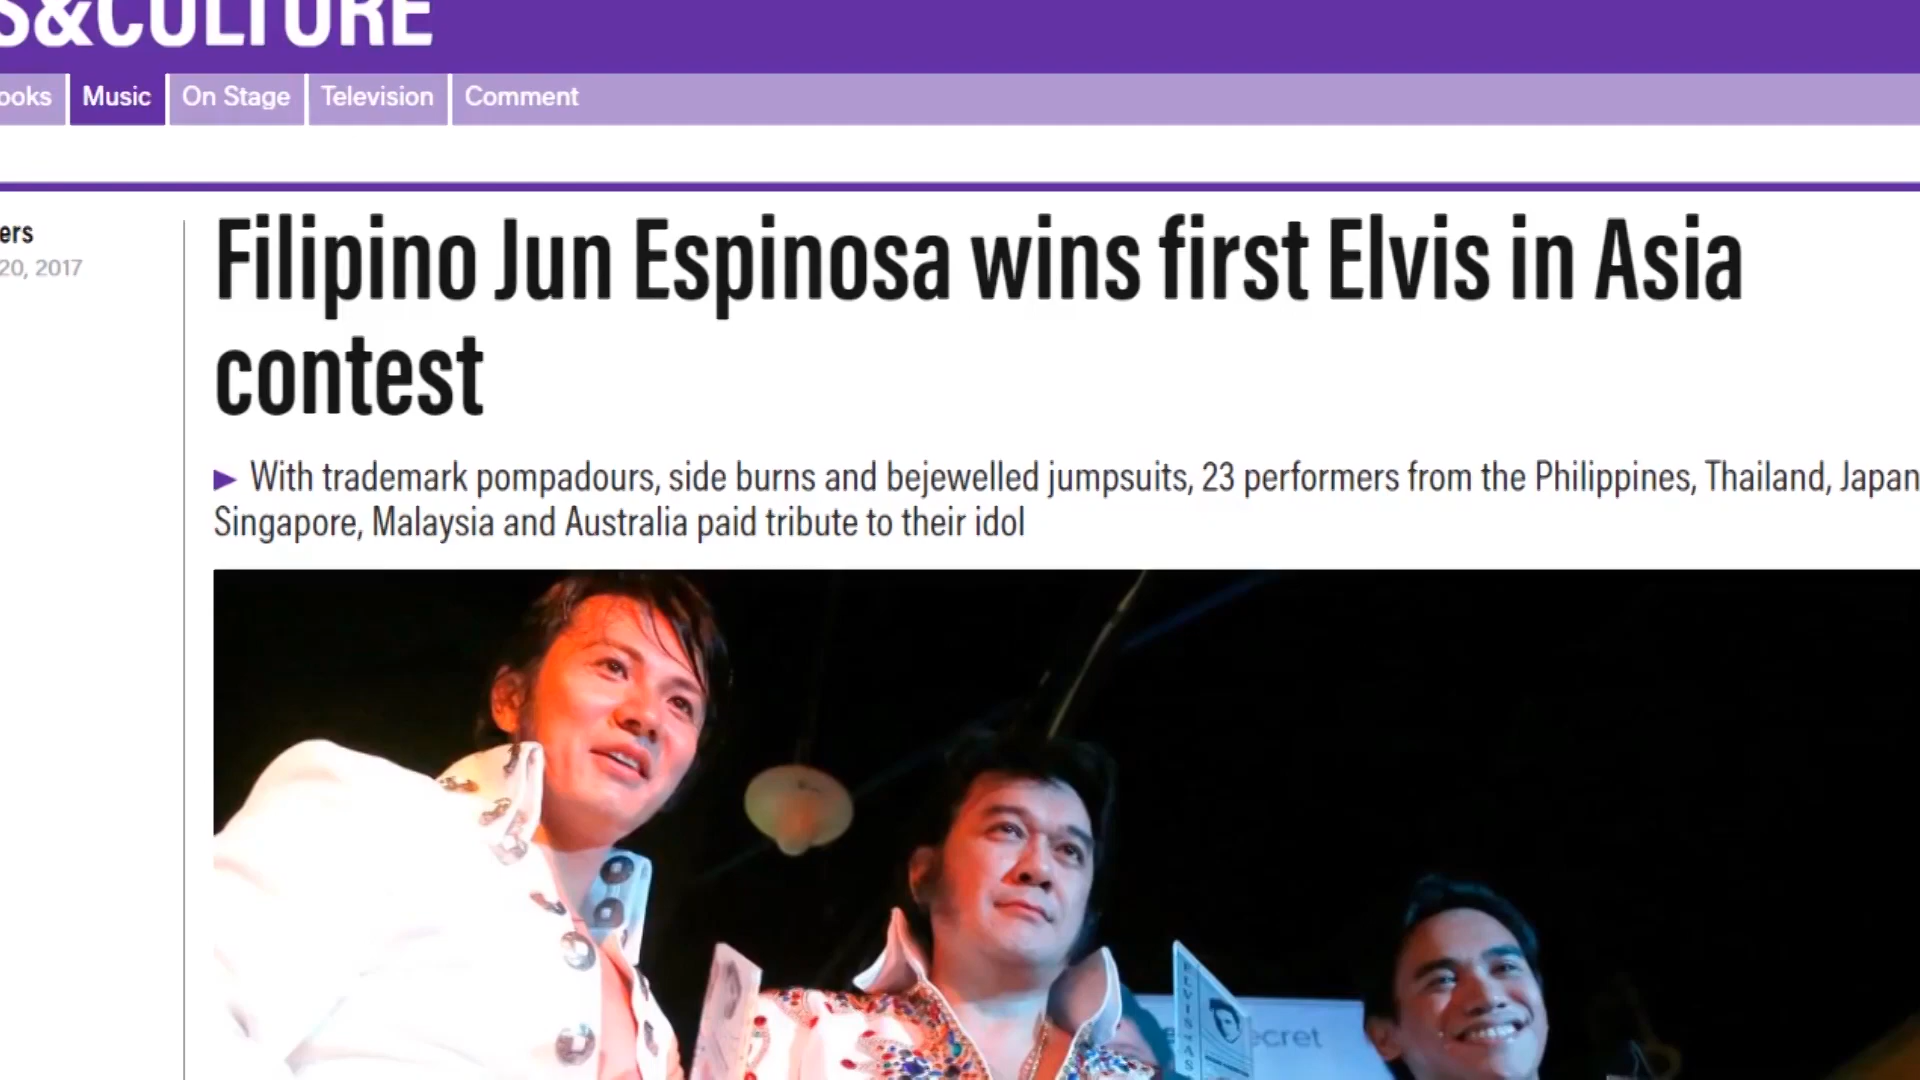 S&CULTURE
ooks Music On Stage Television Comment
ers
20, 2017
Filipino Jun Espinosa wins first Elvis in Asia
contest
► With trademark pompadours, side burns and bejewelled jumpsuits, 23 performers from the Philippines, Thailand, Japan
Singapore, Malaysia and Australia paid tribute to their idol
ELVIS
ecret